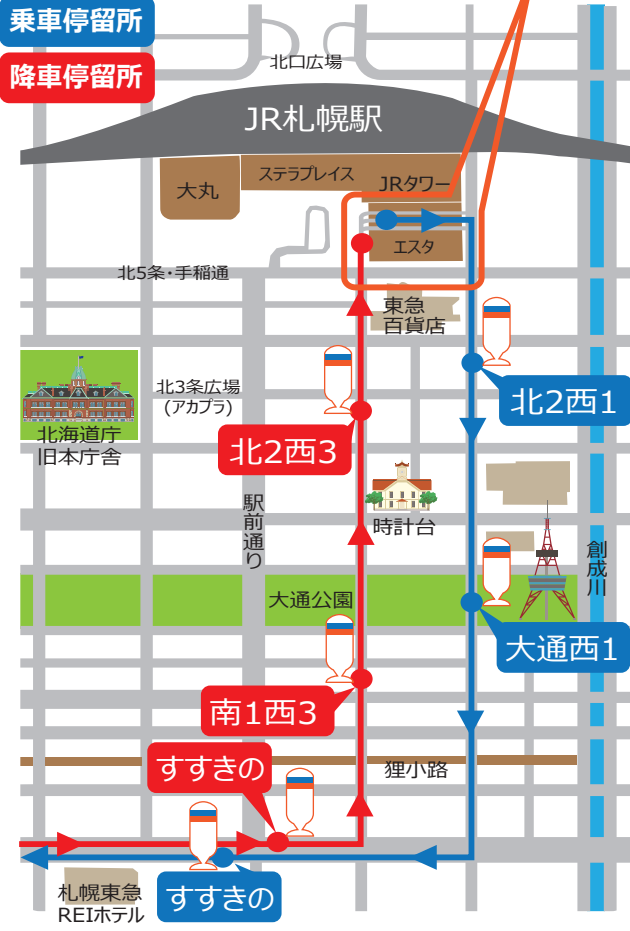 乗車停留所
降車停留所
北口広場
JR札幌駅
大丸
ステラプレイス
JRタワー
エスタ
北5条・手稲通
東急
百貨店
北3条広場
(アカプラ)
北海道庁
旧本庁舎
北2西1
北2西3
駅前通り
時計台
創成川
大通公園
大通西1
南1西3
すすきの
狸小路
札幌東急
REIホテル
すすきの